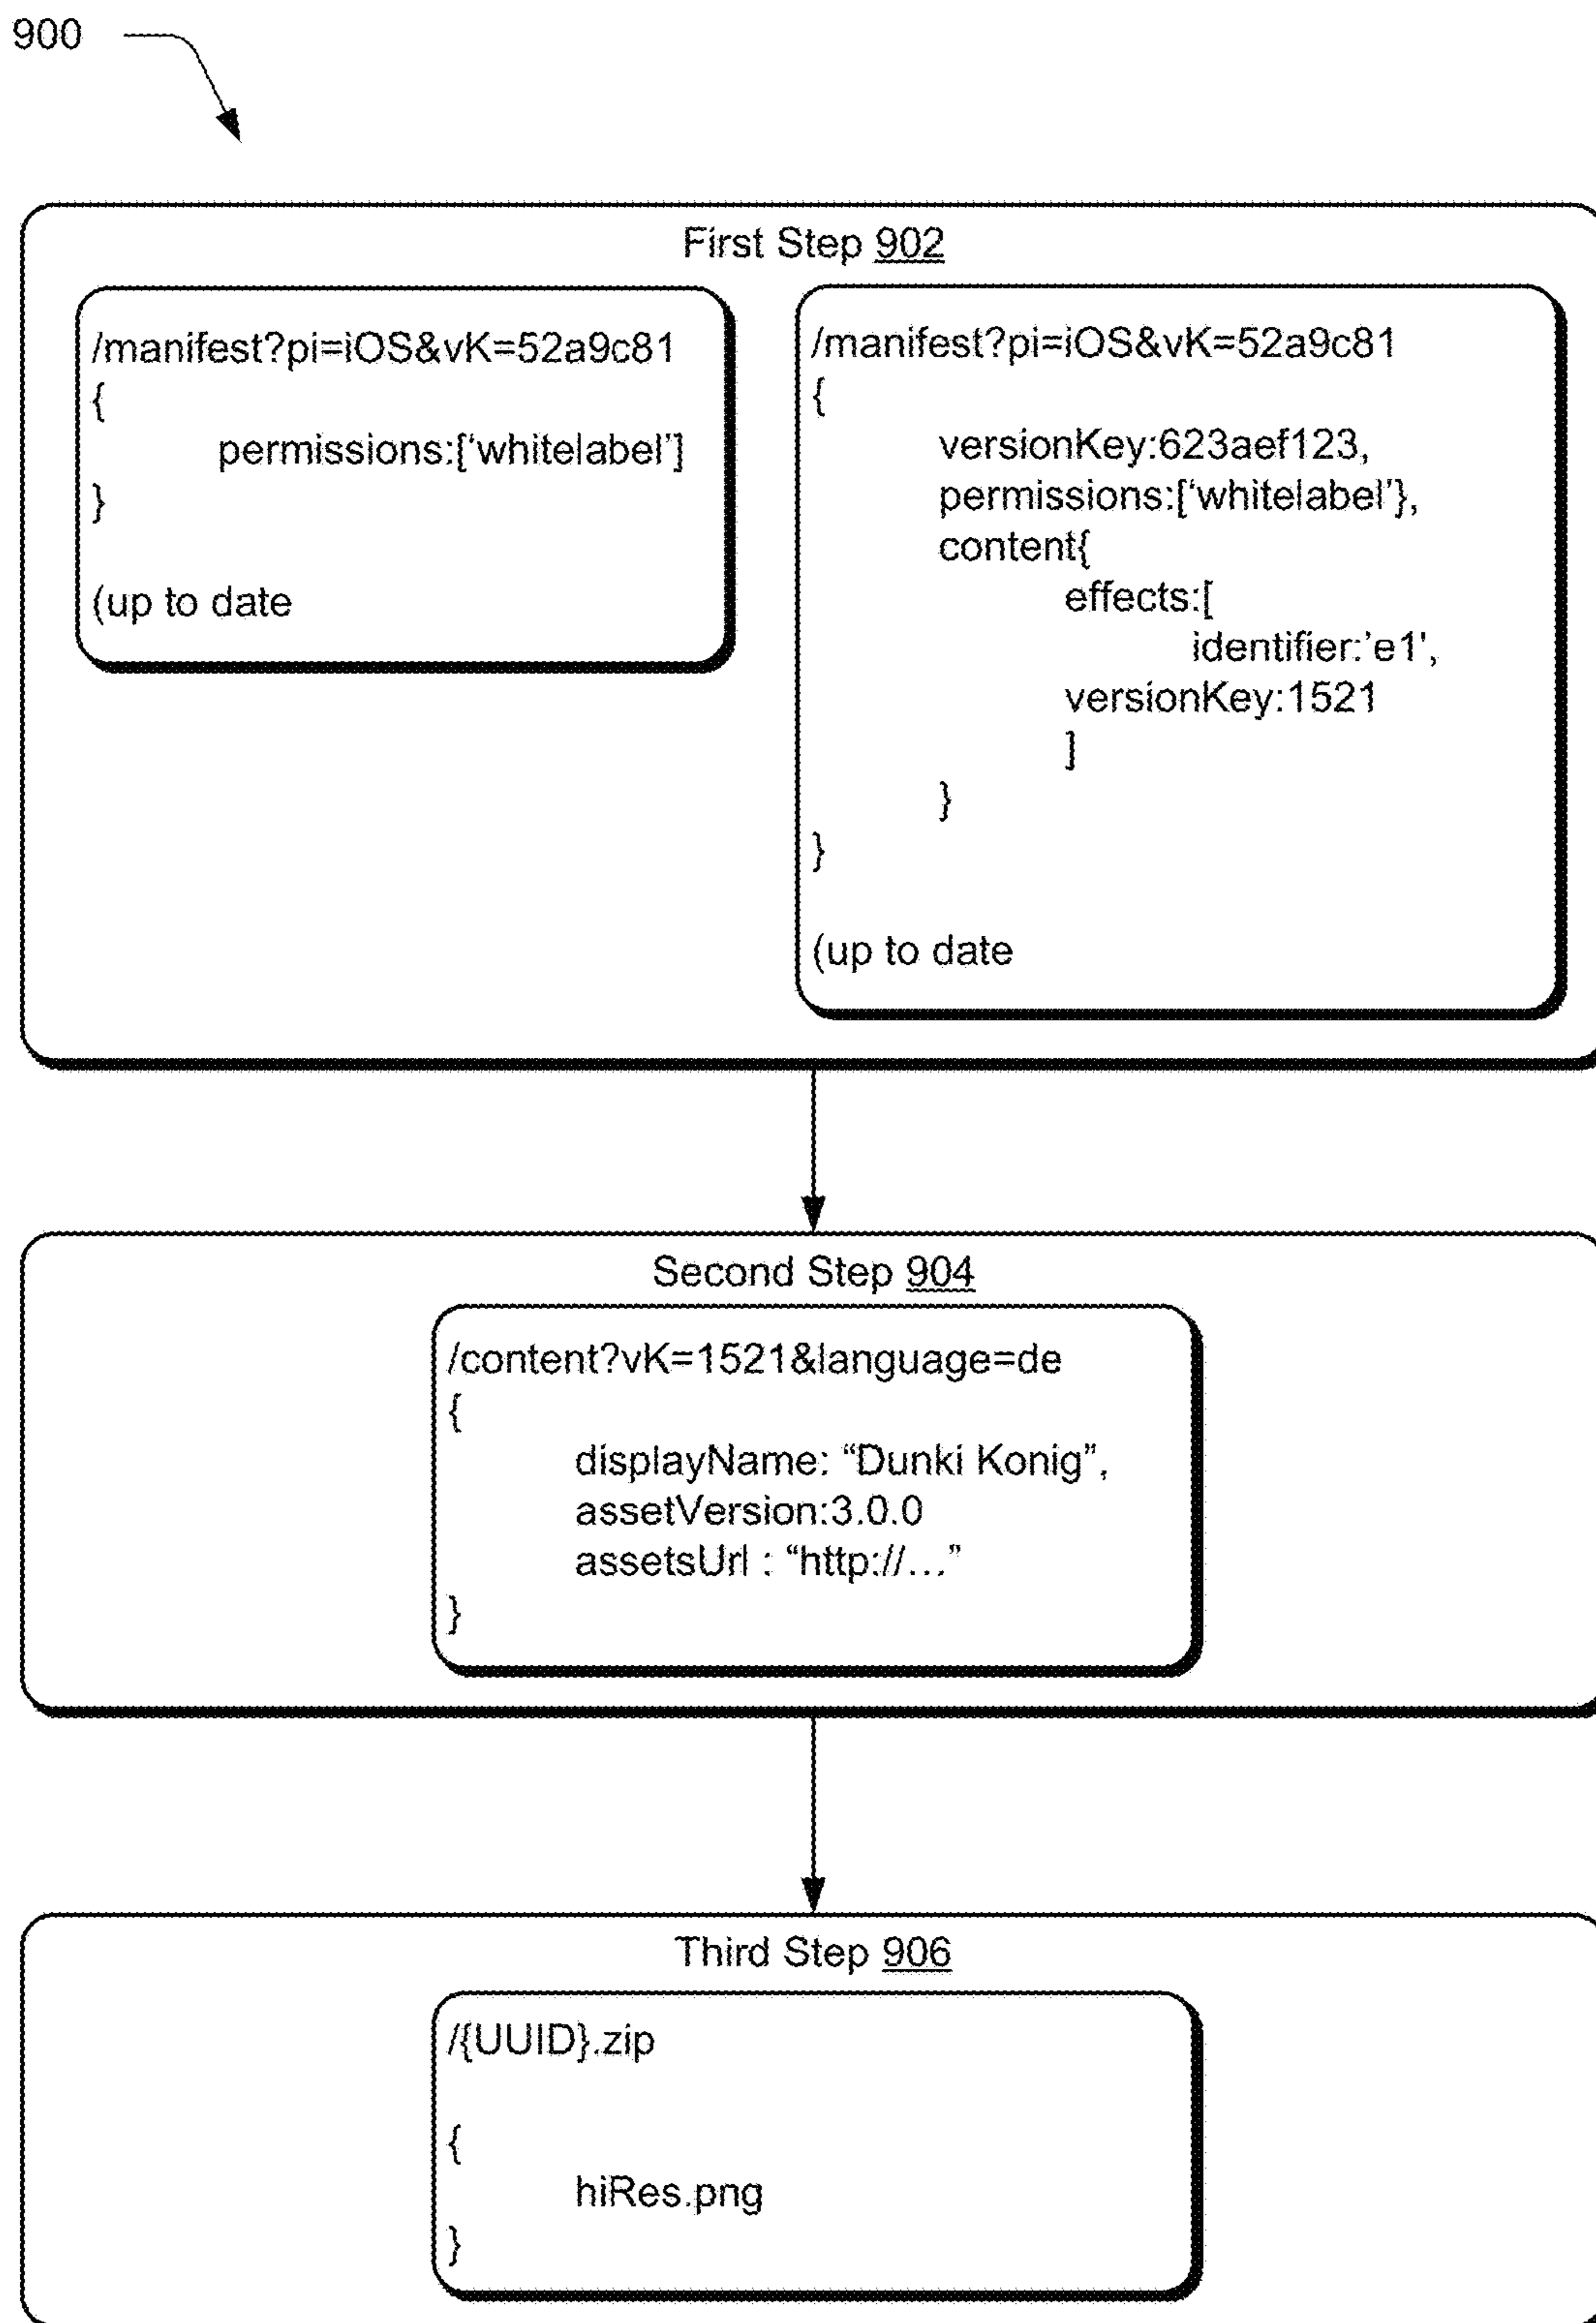 900
First Step 902
/manifest?pi=iOS&vK=52a9c81
{
permissions:[‘whitelabel’]
}
(up to date
/manifest?pi=iOS&vK=52a9c81
{
versionKey:623aef123,
permissions:[‘whitelabel’},
content{
effects:[
identifier:’e1',
versionKey:1521
]
}
}
(up to date
Second Step 904
/content?vK=1521&language=de
{
displayName: “Dunki Konig”,
assetVersion:3.0.0
assetsUrl : “http://…”
}
Third Step 906
/{UUID}.zip
{
hiRes.png
}